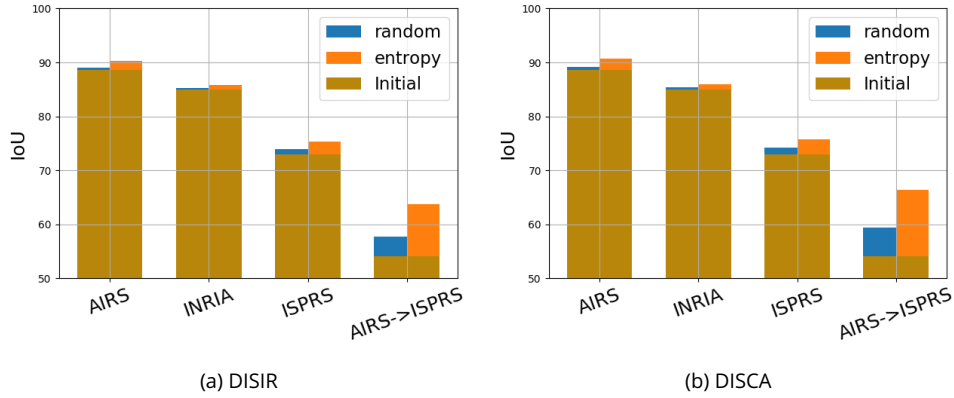 100
90
80
70
60
50
IoU
random
entropy
Initial
AIRS
INRIA
ISPRS
AIRS->ISPRS
(a) DISIR
100
90
80
70
60
50
IoU
random
entropy
Initial
AIRS
INRIA
ISPRS
AIRS->ISPRS
(b) DISCA